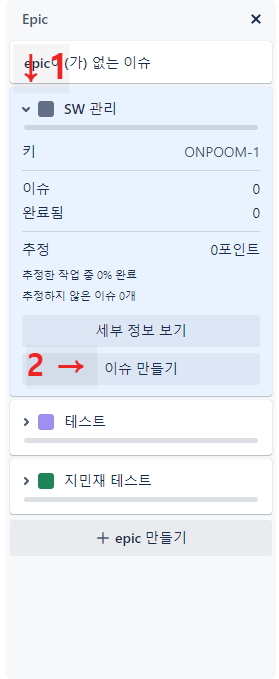 Epic
epic이 (가) 없는 이슈
↓ 1
SW 관리
키 ONPOOM-1
이슈 0
완료됨 0
추정 0포인트
추정한 작업 중 0% 완료
추정하지 않은 이슈 0개
세부 정보 보기
2 → 이슈 만들기
테스트
지민재 테스트
+ epic 만들기